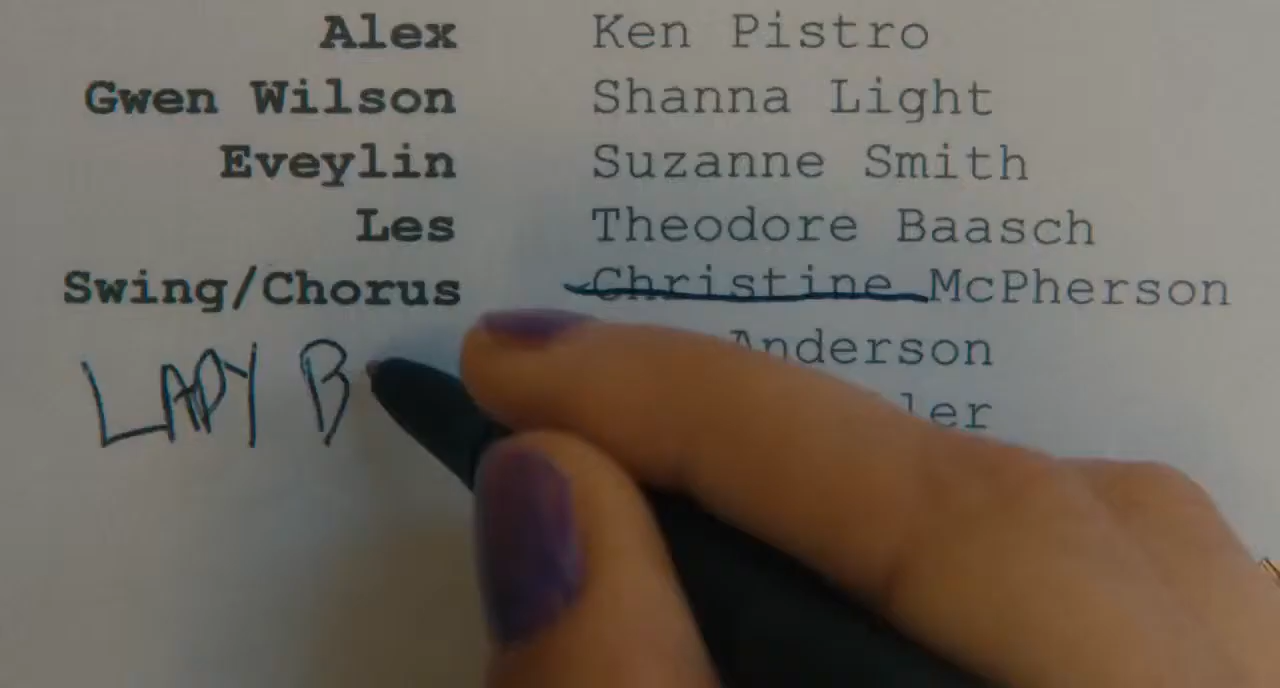 Alex Ken Pistro
Gwen Wilson Shanna Light
Eveylin Suzanne Smith
Les Theodore Baasch
Swing/Chorus Christine McPherson
LADY B Anderson
ler